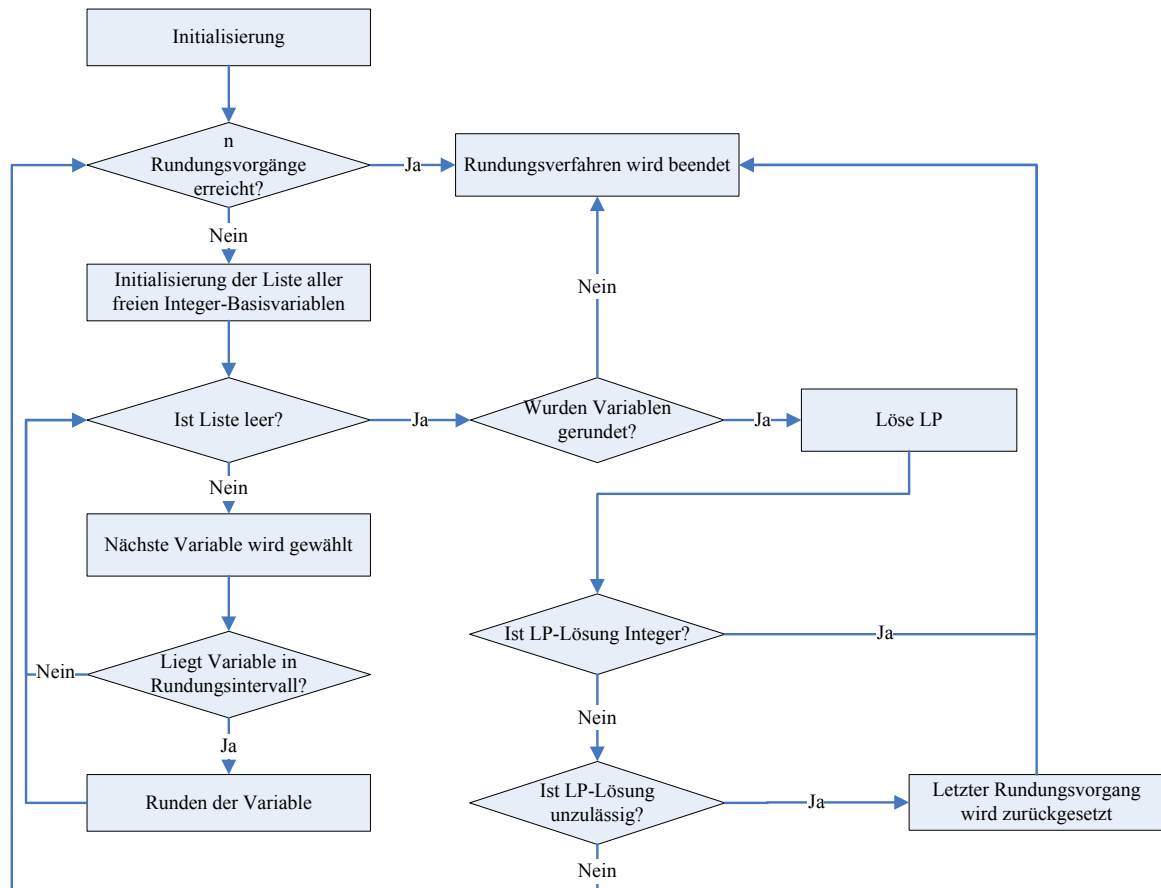 Initialisierung
n
Rundungsvorgänge
erreicht?
Ja
Rundungsverfahren wird beendet
Nein
Initialisierung der Liste aller
freien Integer-Basisvariablen
Nein
Ist Liste leer?
Ja
Wurden Variablen
gerundet?
Ja
Löse LP
Nein
Nächste Variable wird gewählt
Ist LP-Lösung Integer?
Ja
Nein
Liegt Variable in
Rundungsintervall?
Nein
Ja
Runden der Variable
Ist LP-Lösung
unzulässig?
Ja
Letzter Rundungsvorgang
wird zurückgesetzt
Nein